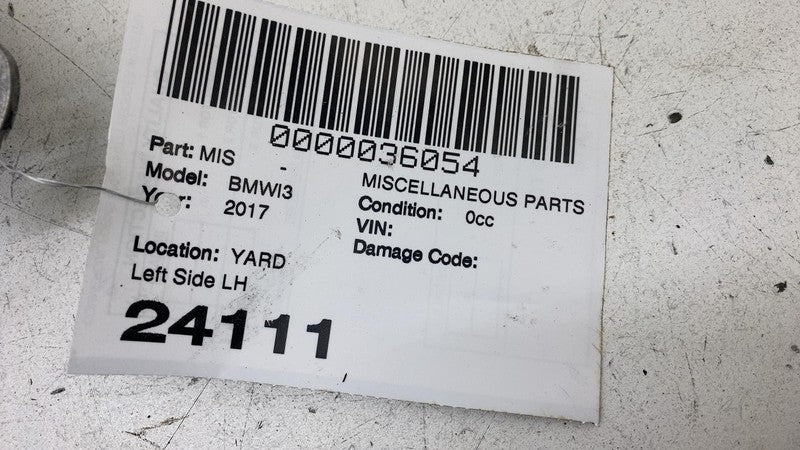 0000036054
Part: MIS - MISCELLANEOUS PARTS
Model: BMWI3 Condition: 0cc
Year: 2017 VIN:
Location: YARD Damage Code:
Left Side LH
24111